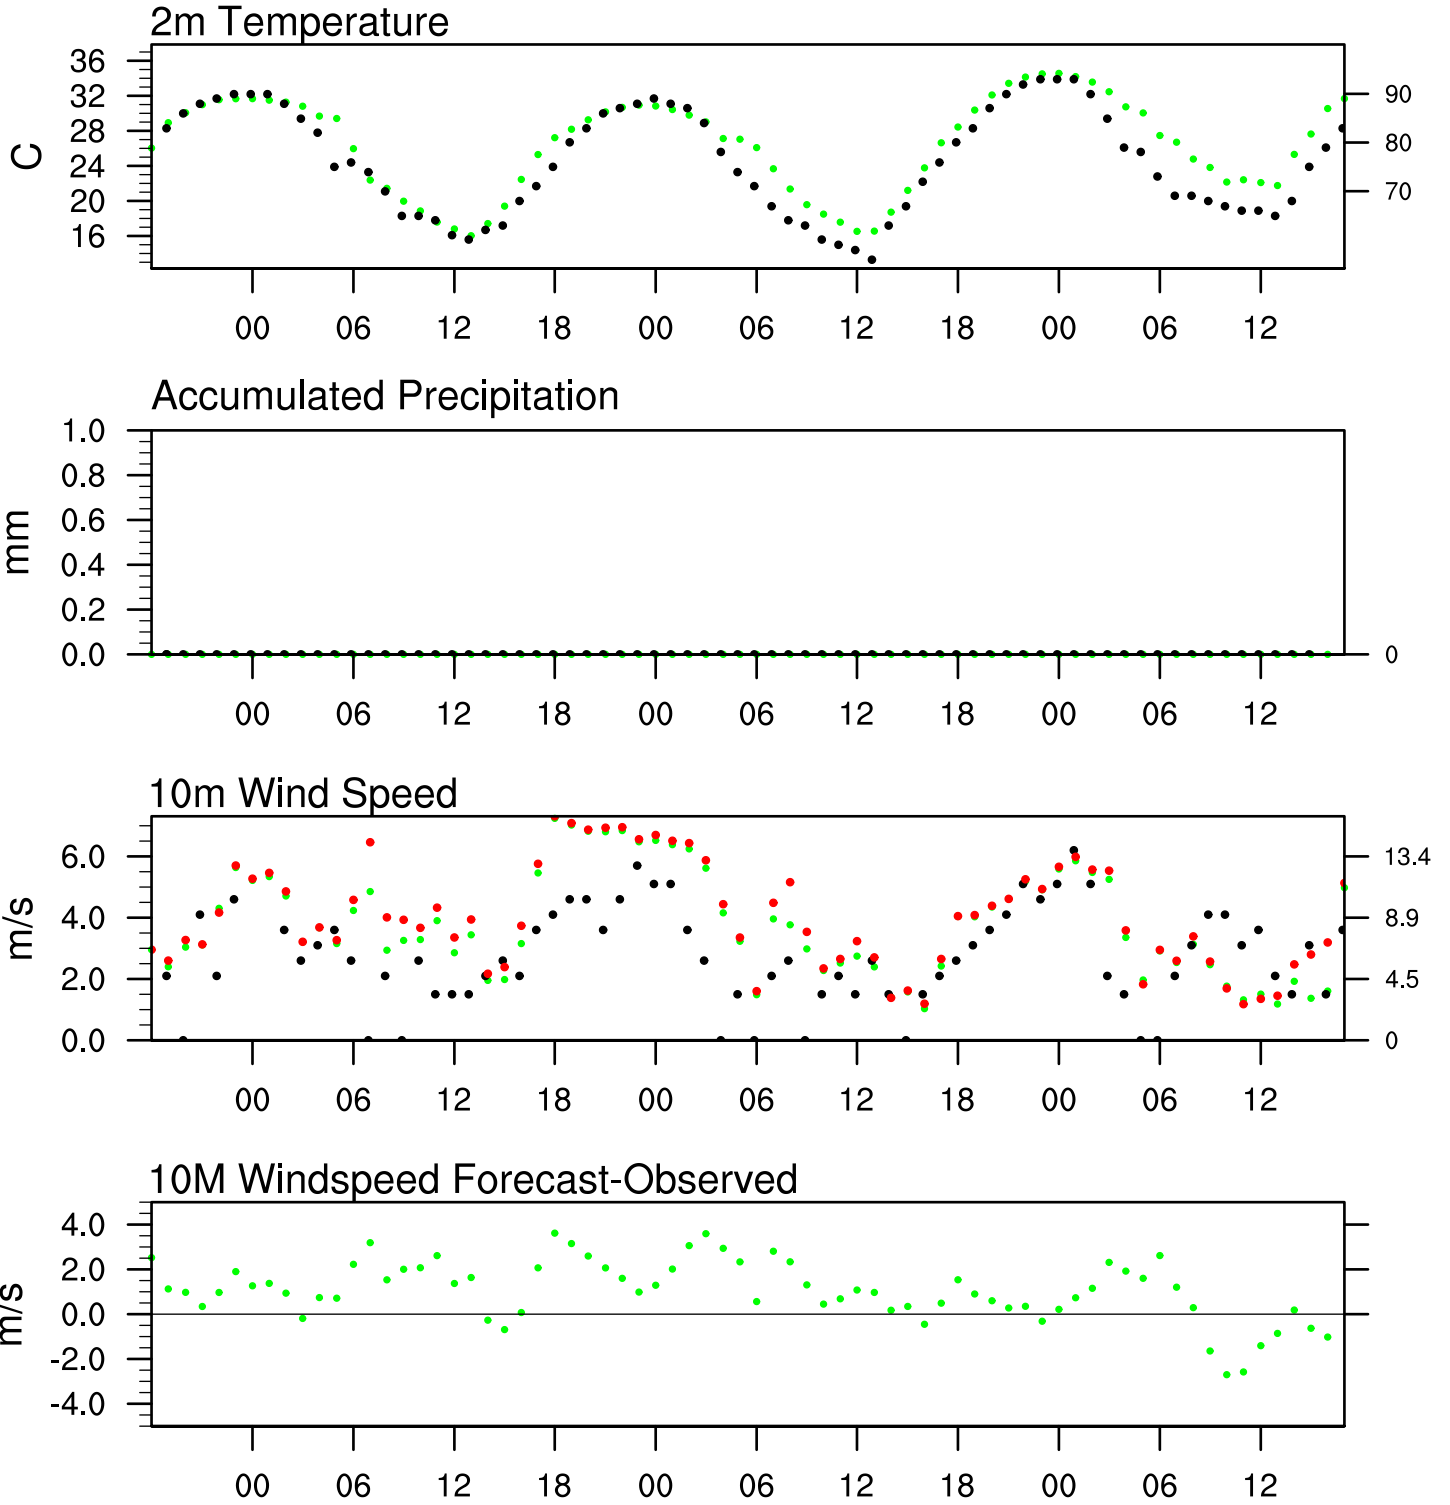 2m Temperature
C
36
32
28
24
20
16
90
80
70
00 06 12 18 00 06 12 18 00 06 12
Accumulated Precipitation
mm
1.0
0.8
0.6
0.4
0.2
0.0
0
00 06 12 18 00 06 12 18 00 06 12
10m Wind Speed
m/s
6.0
4.0
2.0
0.0
13.4
8.9
4.5
0
00 06 12 18 00 06 12 18 00 06 12
10M Windspeed Forecast-Observed
m/s
4.0
2.0
0.0
-2.0
-4.0
00 06 12 18 00 06 12 18 00 06 12